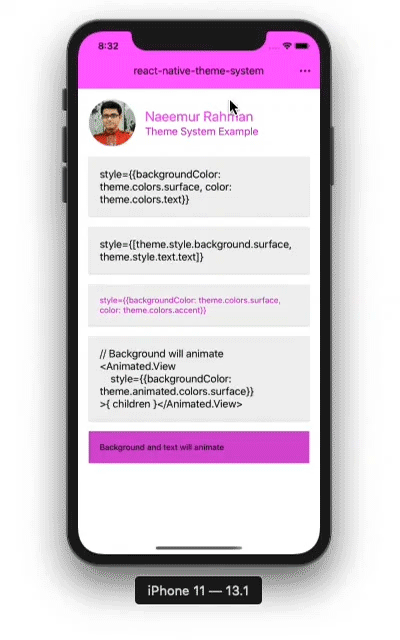 8:32
react-native-theme-system
Naeemur Rahman
Theme System Example
style={{backgroundColor:
theme.colors.surface, color:
theme.colors.text}}
style={[theme.style.background.surface,
theme.style.text.text]}
style={{backgroundColor: theme.colors.surface,
color: theme.colors.accent}}
// Background will animate
<Animated.View
style={{backgroundColor:
theme.animated.colors.surface}}
>{ children }</Animated.View>
Background and text will animate
iPhone 11 — 13.1